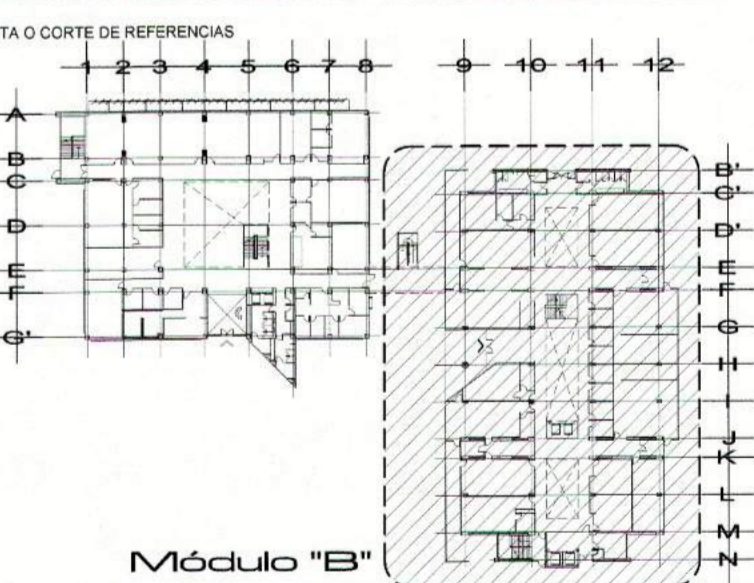 TA O CORTE DE REFERENCIAS
1 2 3 4 5 6 7 8 9 10 11 12
A
B
C
D
E
F
G'
B'
C'
D'
E
F
G
H
I
J
K
L
M
N
Módulo "B"